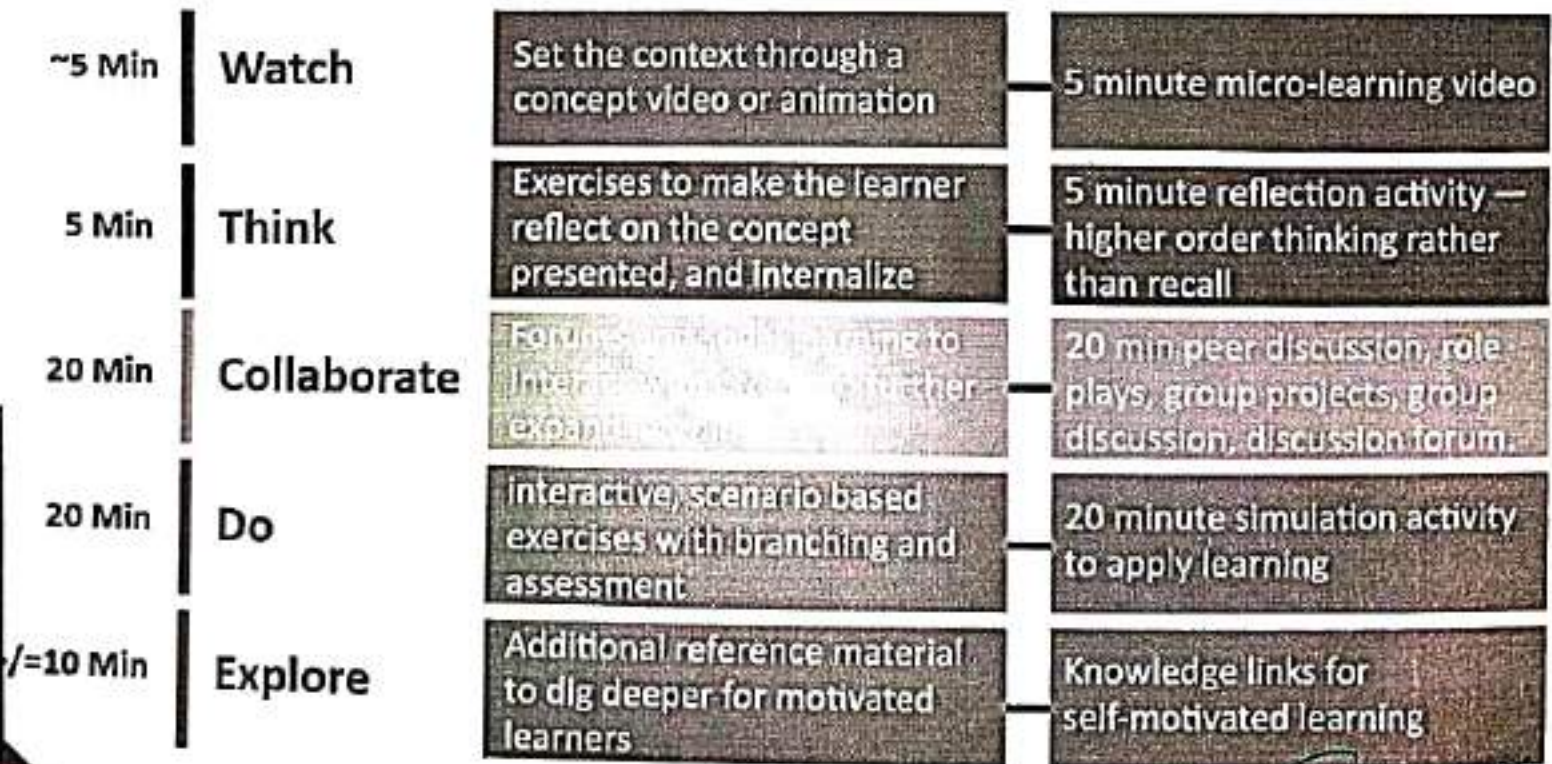 ~5 Min
Watch
Set the context through a
concept video or animation
5 minute micro-learning video
5 Min
Think
Exercises to make the learner
reflect on the concept
presented, and internalize
5 minute reflection activity —
higher order thinking rather
than recall
20 Min
Collaborate
to
further
20 min peer discussion, role
plays, group projects, group
discussion, discussion forum.
20 Min
Do
interactive, scenario based
exercises with branching and
assessment
20 minute simulation activity
to apply learning
/=10 Min
Explore
Additional reference material
to dig deeper for motivated
learners
Knowledge links for
self-motivated learning